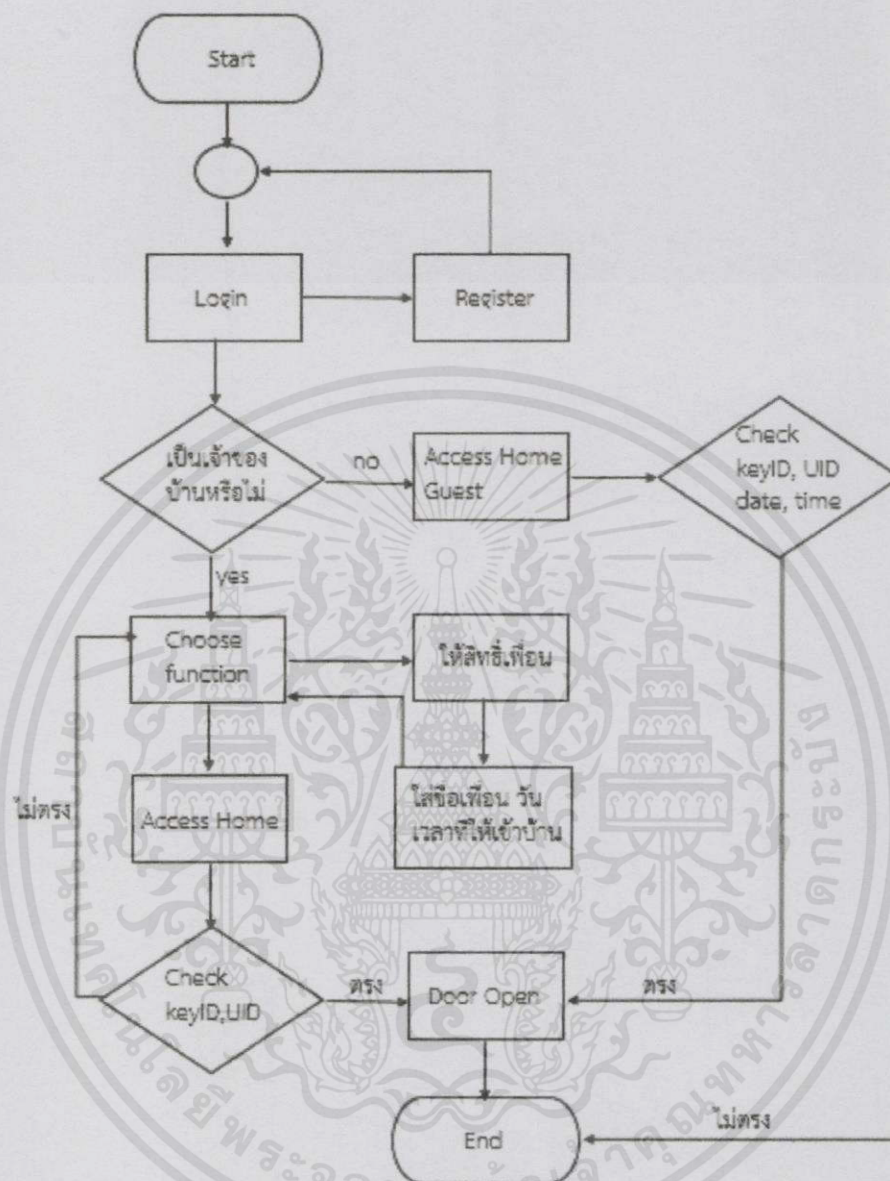 Start
Login
Register
เป็นเจ้าของ
บ้านหรือไม่
no
Access Home
Guest
Check
keyID, UID
date, time
yes
Choose
function
ให้สิทธิ์เพื่อน
ไม่ตรง
Access Home
ใส่ชื่อเพื่อน วัน
เวลาที่ให้เข้าบ้าน
Check
keyID,UID
ตรง
Door Open
ตรง
End
ไม่ตรง